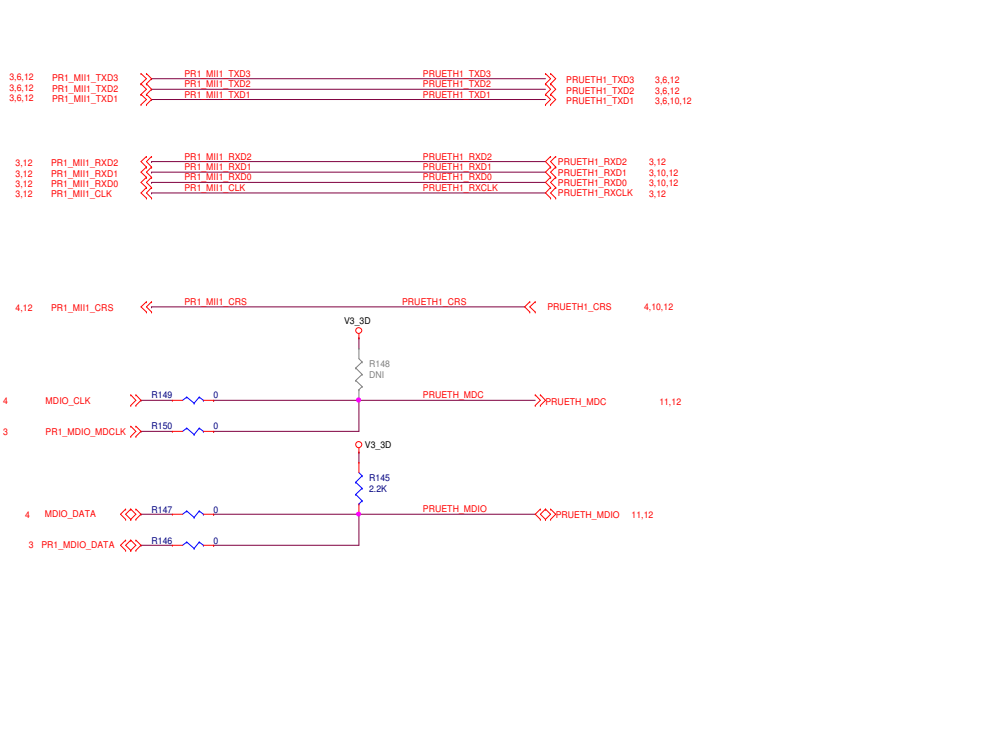 3,6,12 PR1_MII1_TXD3 PR1_MII1_TXD3 PRUETH1_TXD3 PRUETH1_TXD3 3,6,12
3,6,12 PR1_MII1_TXD2 PR1_MII1_TXD2 PRUETH1_TXD2 PRUETH1_TXD2 3,6,12
3,6,12 PR1_MII1_TXD1 PR1_MII1_TXD1 PRUETH1_TXD1 PRUETH1_TXD1 3,6,10,12
3,12 PR1_MII1_RXD2 PR1_MII1_RXD2 PRUETH1_RXD2 PRUETH1_RXD2 3,12
3,12 PR1_MII1_RXD1 PR1_MII1_RXD1 PRUETH1_RXD1 PRUETH1_RXD1 3,10,12
3,12 PR1_MII1_RXD0 PR1_MII1_RXD0 PRUETH1_RXD0 PRUETH1_RXD0 3,10,12
3,12 PR1_MII1_CLK PR1_MII1_CLK PRUETH1_RXCLK PRUETH1_RXCLK 3,12
4,12 PR1_MII1_CRS PR1_MII1_CRS PRUETH1_CRS PRUETH1_CRS 4,10,12
V3_3D
R148
DNI
4 MDIO_CLK R149 0 PRUETH_MDC PRUETH_MDC 11,12
3 PR1_MDIO_MDCLK R150 0
V3_3D
R145
2.2K
4 MDIO_DATA R147 0 PRUETH_MDIO PRUETH_MDIO 11,12
3 PR1_MDIO_DATA R146 0